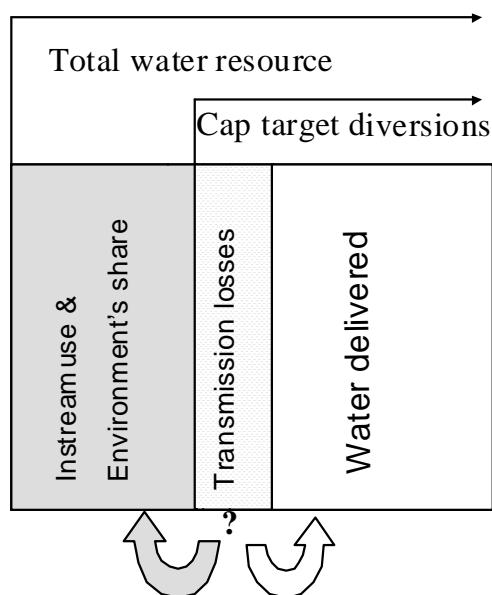 Total water resource
Cap target diversions
Instream use &
Environment's share
Transmission losses
Water delivered
?